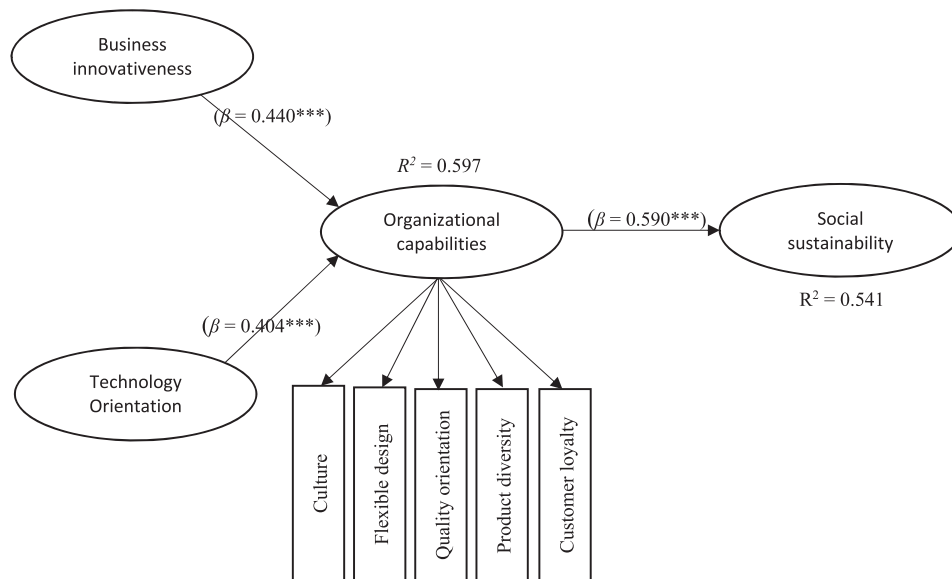 Business
innovativeness
(β = 0.440***)
R² = 0.597
Organizational
capabilities
(β = 0.590***)
Social
sustainability
R² = 0.541
(β = 0.404***)
Technology
Orientation
Culture
Flexible design
Quality orientation
Product diversity
Customer loyalty